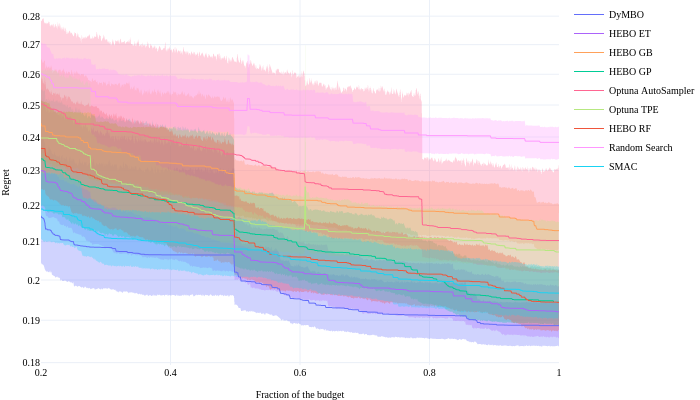 0.28
0.27
0.26
0.25
0.24
0.23
0.22
0.21
0.2
0.19
0.18
Regret
0.2
0.4
0.6
0.8
1
Fraction of the budget
DyMBO
HEBO ET
HEBO GB
HEBO GP
Optuna AutoSampler
Optuna TPE
HEBO RF
Random Search
SMAC